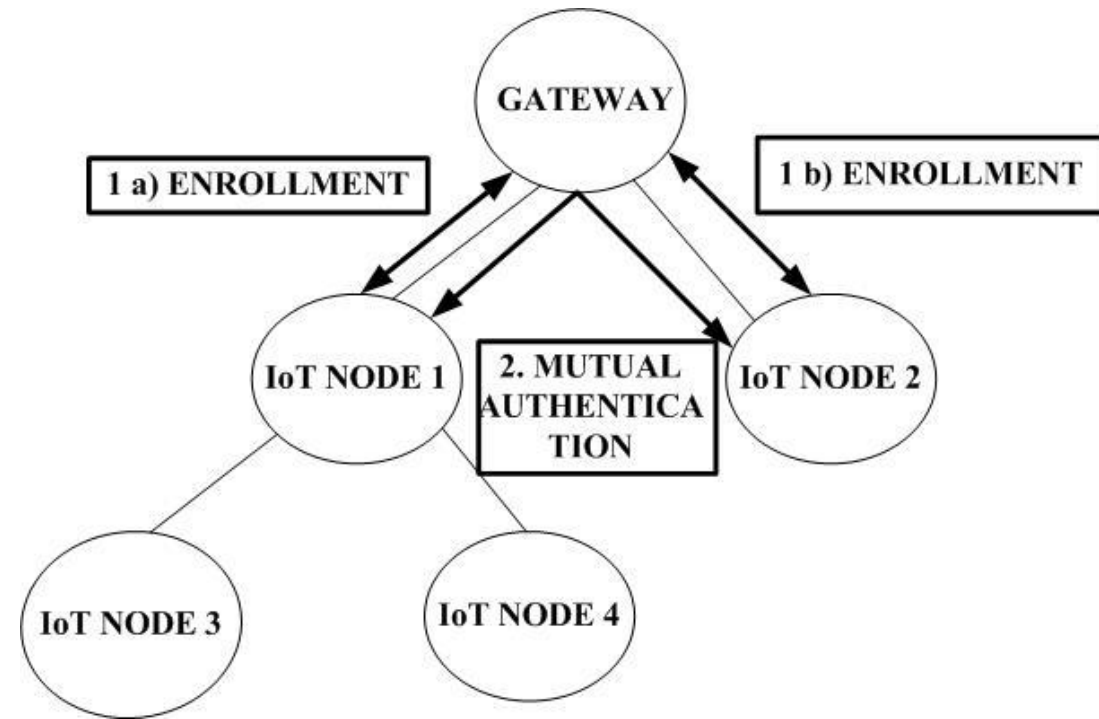 GATEWAY
1 a) ENROLLMENT
1 b) ENROLLMENT
IoT NODE 1
2. MUTUAL
AUTHENTICA
TION
IoT NODE 2
IoT NODE 3
IoT NODE 4